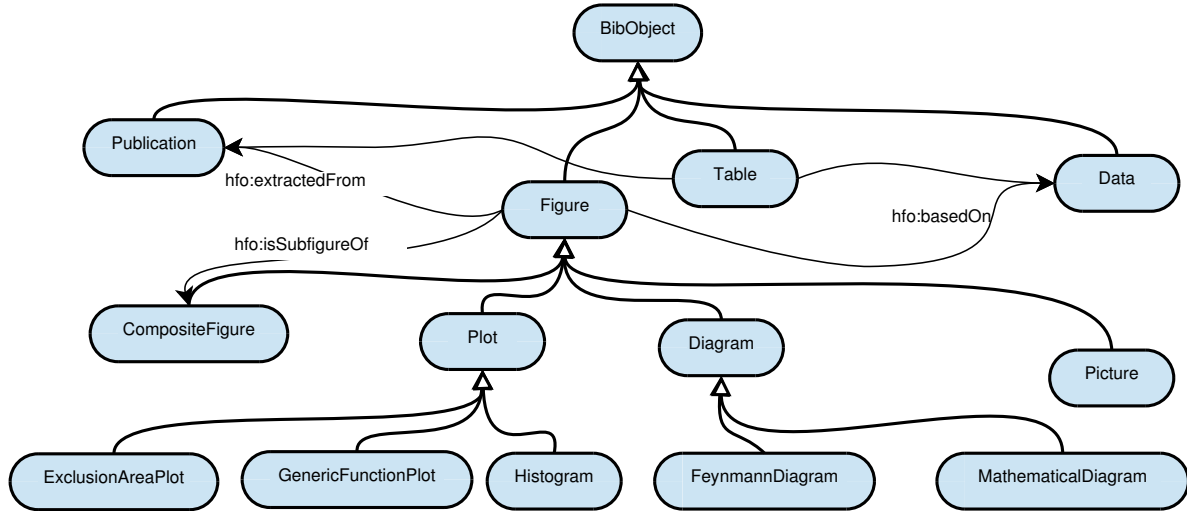 BibObject
Publication
Table
Data
hfo:extractedFrom
Figure
hfo:basedOn
hfo:isSubfigureOf
CompositeFigure
Plot
Diagram
Picture
ExclusionAreaPlot
GenericFunctionPlot
Histogram
FeynmannDiagram
MathematicalDiagram